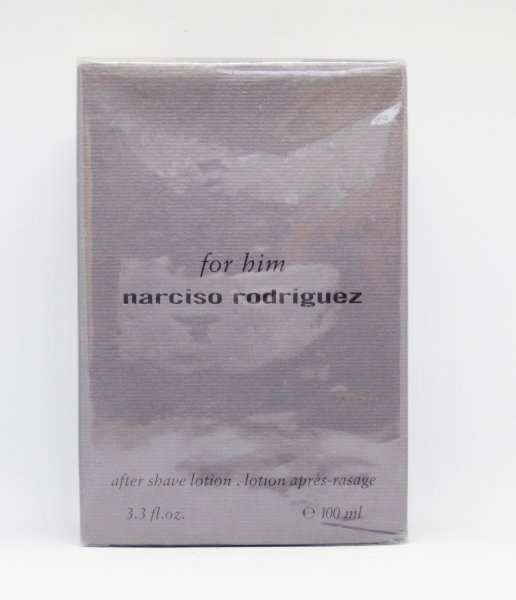 for him
narciso rodriguez
after shave lotion . lotion après-rasage
3.3 fl.oz. ℮ 100 ml